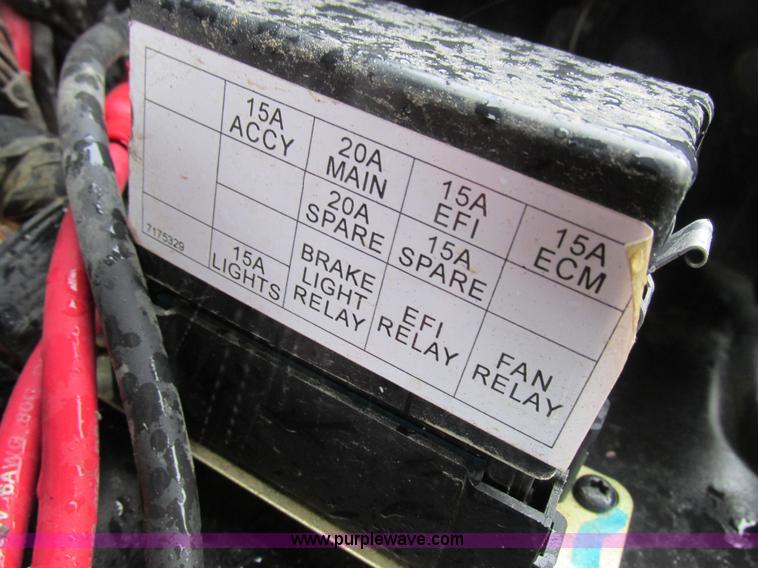 15A
ACCY
20A
MAIN
15A
EFI
15A
ECM
20A
SPARE
15A
SPARE
7175329
15A
LIGHTS
BRAKE
LIGHT
RELAY
EFI
RELAY
FAN
RELAY
6AWG
www.purplewave.com